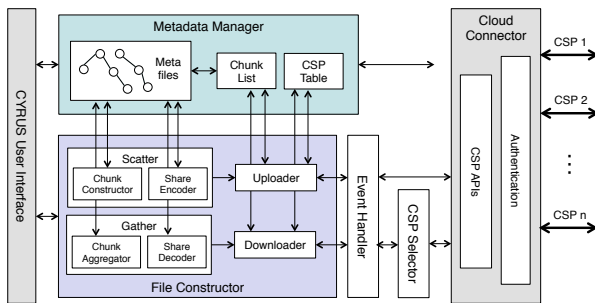 Metadata Manager
Cloud
Connector
CYRUS User Interface
Meta
files
Chunk
List
CSP
Table
CSP 1
CSP 2
⋮
CSP n
CSP APIs
Authentication
Scatter
Chunk
Constructor
Share
Encoder
Uploader
Gather
Chunk
Aggregator
Share
Decoder
Downloader
Event Handler
CSP Selector
File Constructor